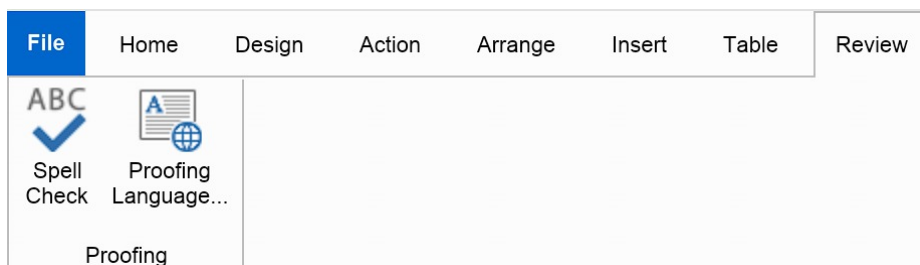 File Home Design Action Arrange Insert Table Review
ABC
A
Spell Proofing
Check Language...
Proofing